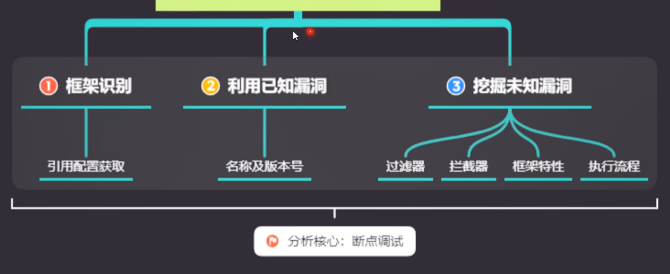 1 框架识别
2 利用已知漏洞
3 挖掘未知漏洞
引用配置获取
名称及版本号
过滤器
拦截器
框架特性
执行流程
分析核心：断点调试